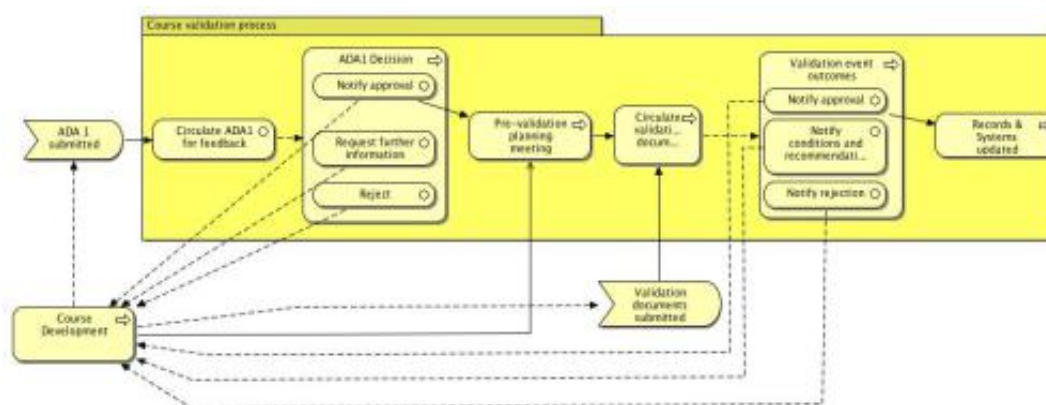 Course validation process
ADA1 Decision
Notify approval
Request further
information
Reject
ADA 1
submitted
Circulate ADA1
for feedback
Pre-validation
planning
meeting
Circulate
validati...
docum...
Validation event
outcomes
Notify approval
Notify
conditions and
recommendati...
Notify rejection
Records &
Systems
updated
Course
Development
Validation
documents
submitted